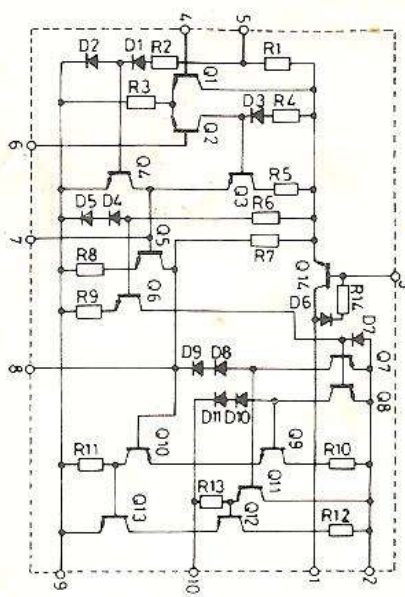 4 5
D2 D1 R2 R1
R3 Q1
Q2 D3 R4
6
Q4 Q3 R5
D5 D4 R6
7 Q5 R7
R8
Q6 Q14 R14
R9 D6
D7
D9 D8 Q7
8
D11 D10 Q8
Q10 Q9
R11 R10
R13 Q11
Q13 Q12 R12
9 10 1 2